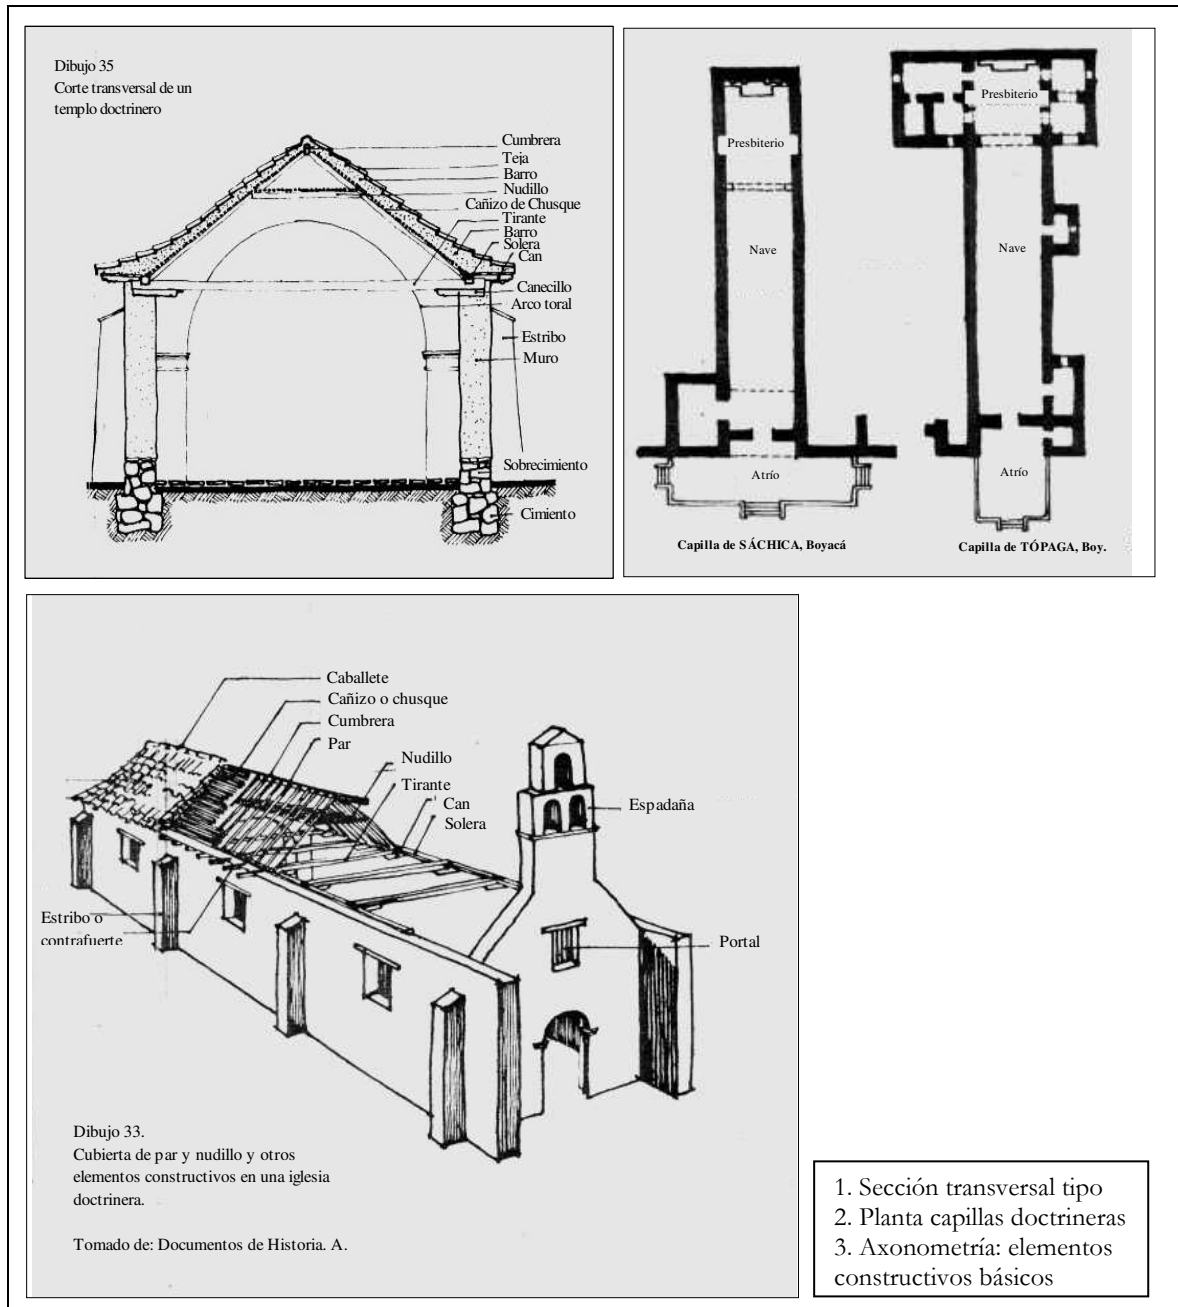 Dibujo 35
Corte transversal de un
templo doctrinero
Cumbrera
Teja
Barro
Nudillo
Cañizo de Chusque
Tirante
Barro
Solera
Can
Canecillo
Arco toral
Estribo
Muro
Sobrecimiento
Cimiento
Presbiterio
Nave
Atrío
Capilla de SÁCHICA, Boyacá
Presbiterio
Nave
Atrío
Capilla de TÓPAGA, Boy.
Caballete
Cañizo o chusque
Cumbrera
Par
Nudillo
Tirante
Can
Solera
Espadaña
Estribo o
contrafuerte
Portal
Dibujo 33.
Cubierta de par y nudillo y otros
elementos constructivos en una iglesia
doctrinera.
Tomado de: Documentos de Historia. A.
1. Sección transversal tipo
2. Planta capillas doctrineras
3. Axonometría: elementos
constructivos básicos